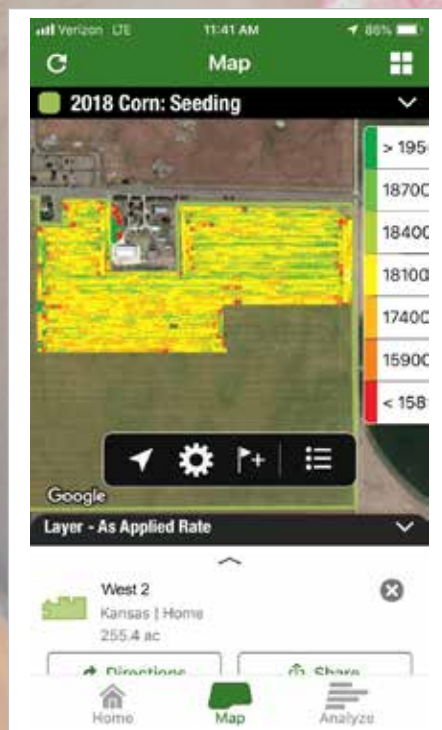 Verizon LTE 11:41 AM 86%
Map
2018 Corn: Seeding
> 195
18700
18400
18100
17400
15900
< 158
Google
Layer - As Applied Rate
West 2
Kansas | Home
255.4 ac
Directions Share
Home Map Analyze